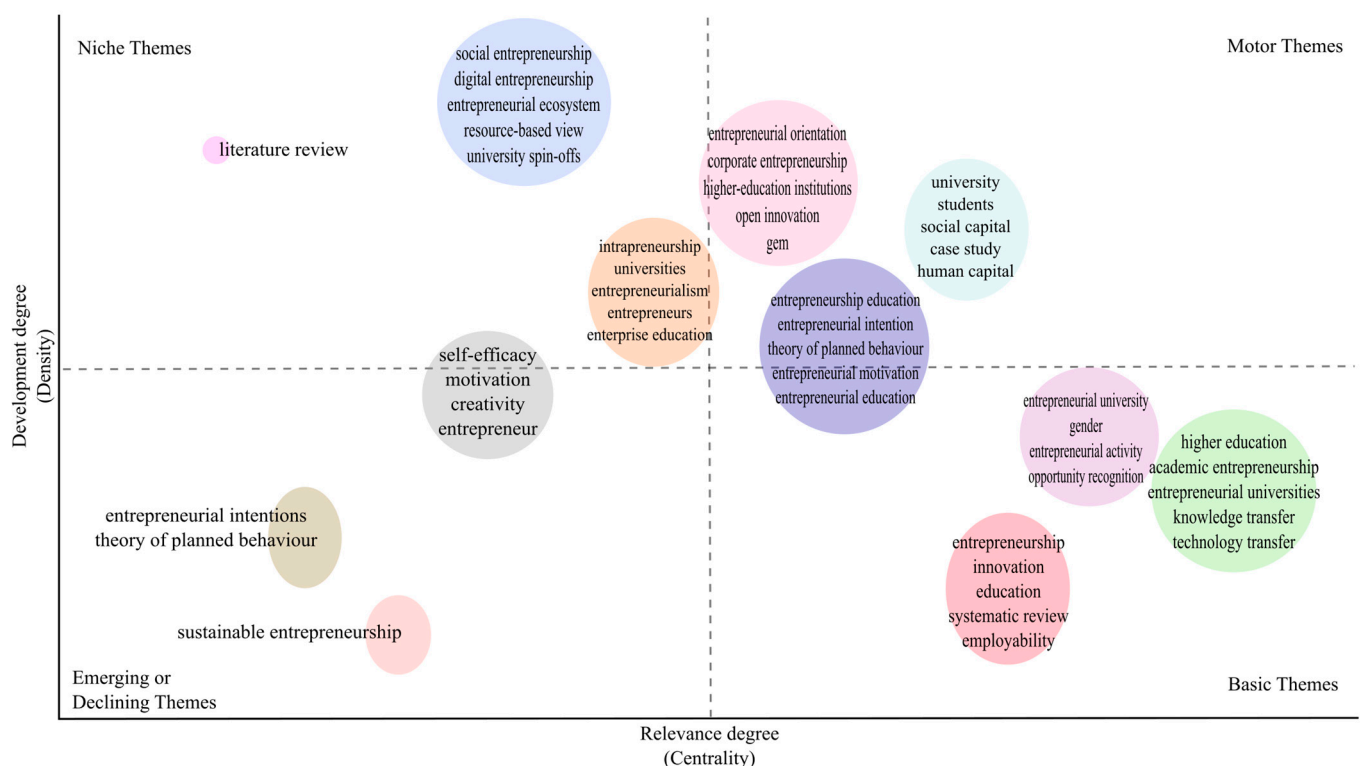 Niche Themes
Motor Themes
social entrepreneurship
digital entrepreneurship
entrepreneurial ecosystem
resource-based view
university spin-offs
literature review
entrepreneurial orientation
corporate entrepreneurship
higher-education institutions
open innovation
gem
university
students
social capital
case study
human capital
intrapreneurship
universities
entrepreneurialism
entrepreneurs
enterprise education
entrepreneurship education
entrepreneurial intention
theory of planned behaviour
entrepreneurial motivation
entrepreneurial education
self-efficacy
motivation
creativity
entrepreneur
entrepreneurial university
gender
entrepreneurial activity
opportunity recognition
higher education
academic entrepreneurship
entrepreneurial universities
knowledge transfer
technology transfer
entrepreneurial intentions
theory of planned behaviour
entrepreneurship
innovation
education
systematic review
employability
sustainable entrepreneurship
Emerging or
Declining Themes
Basic Themes
Development degree
(Density)
Relevance degree
(Centrality)